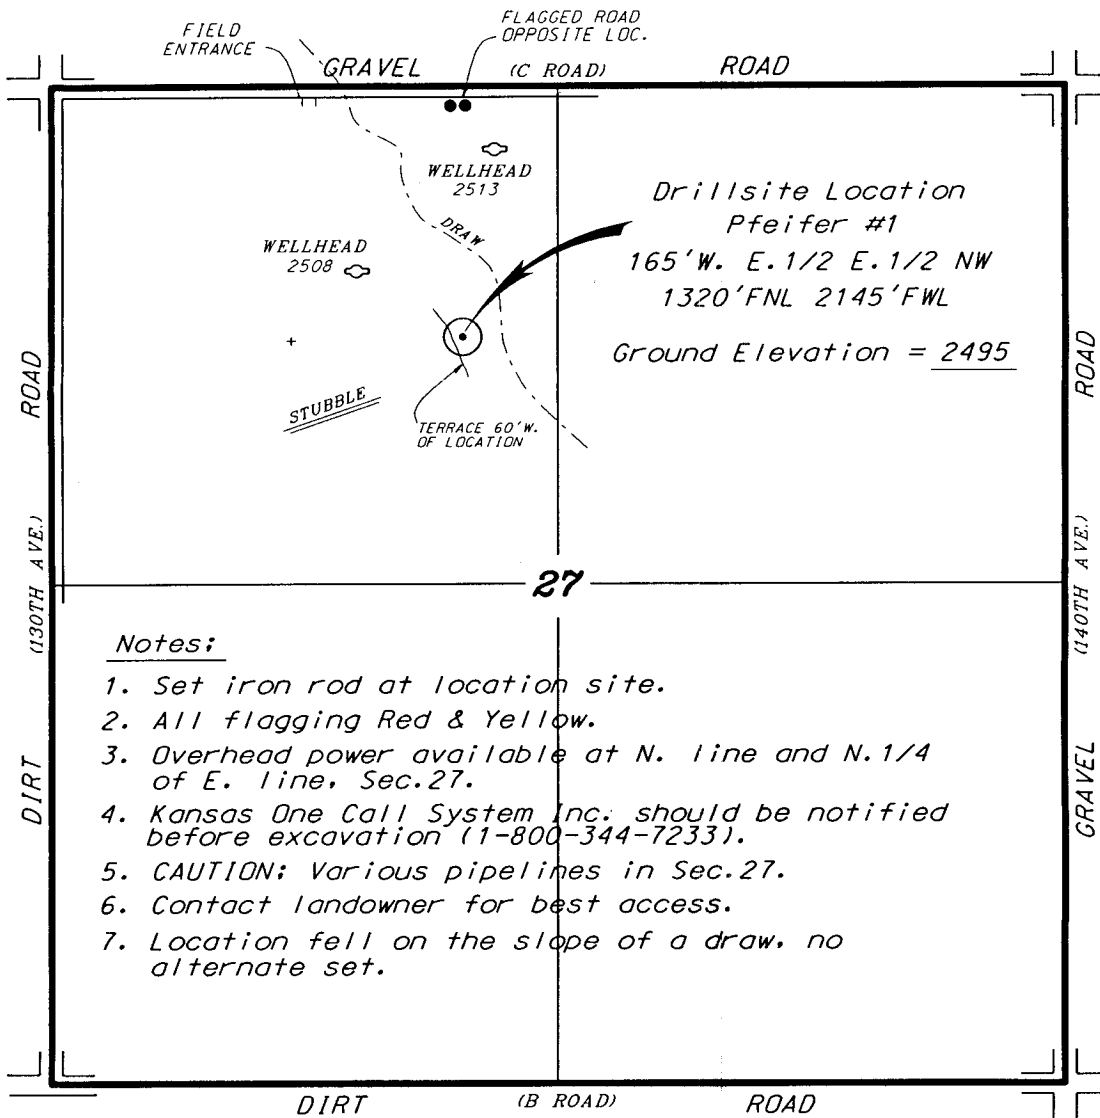 FIELD
ENTRANCE
FLAGGED ROAD
OPPOSITE LOC.
GRAVEL (C ROAD) ROAD
WELLHEAD
2513
DRAW
WELLHEAD
2508
Drillsite Location
Pfeifer #1
165'W. E.1/2 E.1/2 NW
1320'FNL 2145'FWL
Ground Elevation = 2495
STUBBLE
TERRACE 60'W.
OF LOCATION
ROAD
(130TH AVE.)
DIRT
ROAD
(140TH AVE.)
GRAVEL
27
Notes:
1. Set iron rod at location site.
2. All flagging Red & Yellow.
3. Overhead power available at N. line and N.1/4
of E. line, Sec.27.
4. Kansas One Call System Inc. should be notified
before excavation (1-800-344-7233).
5. CAUTION: Various pipelines in Sec.27.
6. Contact landowner for best access.
7. Location fell on the slope of a draw, no
alternate set.
DIRT (B ROAD) ROAD